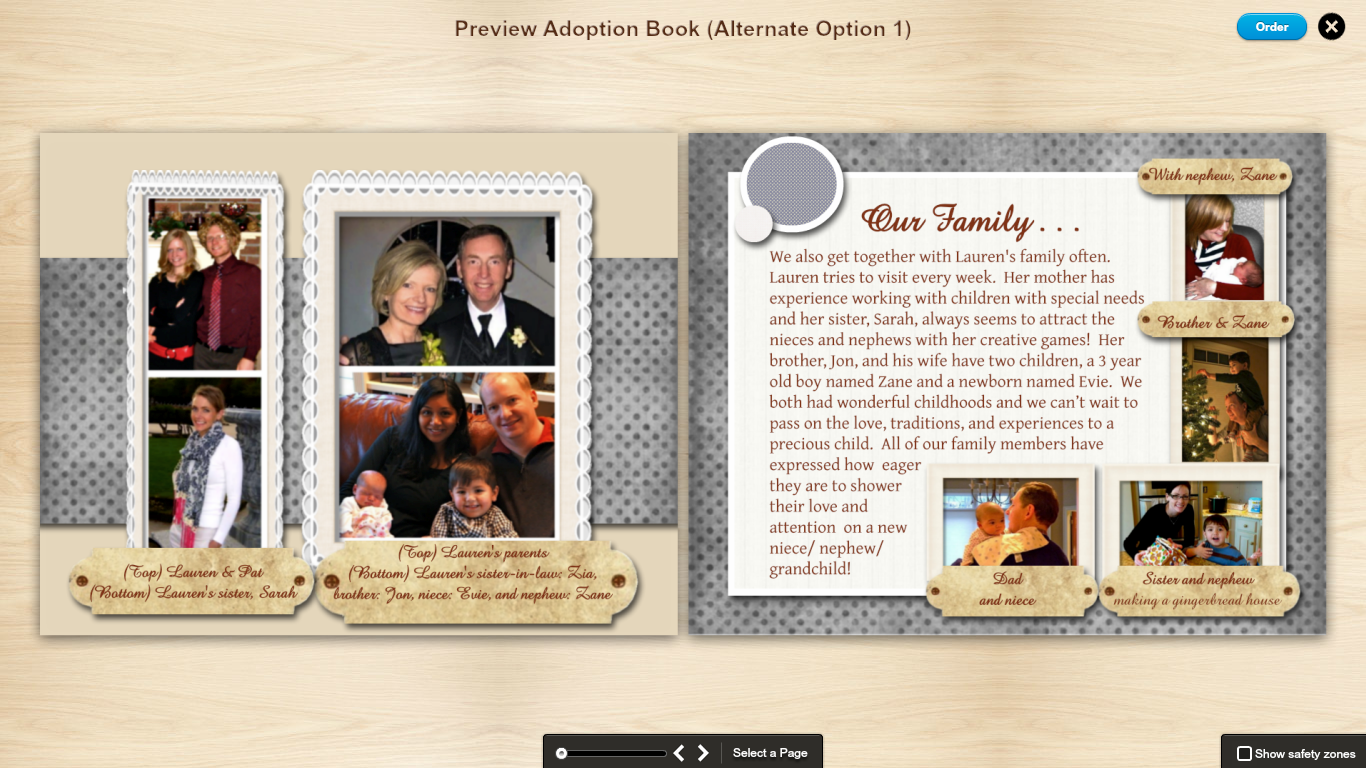 Preview Adoption Book (Alternate Option 1)
Order
(Top) Lauren & Pat
(Bottom) Lauren's sister, Sarah
(Top) Lauren's parents
(Bottom) Lauren's sister-in-law: Zia,
brother: Jon, niece: Evie, and nephew: Zane
Our Family . . .
We also get together with Lauren's family often.
Lauren tries to visit every week. Her mother has
experience working with children with special needs
and her sister, Sarah, always seems to attract the
nieces and nephews with her creative games! Her
brother, Jon, and his wife have two children, a 3 year
old boy named Zane and a newborn named Evie. We
both had wonderful childhoods and we can't wait to
pass on the love, traditions, and experiences to a
precious child. All of our family members have
expressed how eager
they are to shower
their love and
attention on a new
niece/ nephew/
grandchild!
With nephew, Zane
Brother & Zane
Dad
and niece
Sister and nephew
making a gingerbread house
Select a Page
Show safety zones